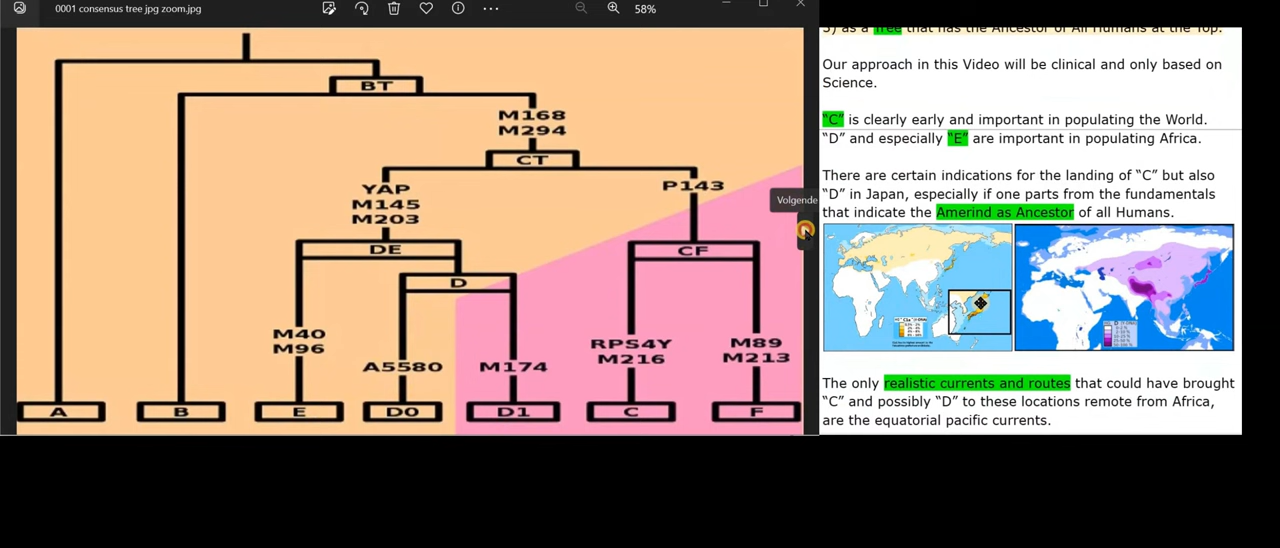 0001 consensus tree jpg zoom.jpg
58%
BT
M168
M294
CT
YAP
M145
M203
P143
DE
D
CF
M40
M96
A5580
M174
RPS4Y
M216
M89
M213
A
B
E
D0
D1
C
F
Volgende
3) as a Tree that has the Ancestor of All Humans at the Top.
Our approach in this Video will be clinical and only based on
Science.
“C” is clearly early and important in populating the World.
“D” and especially “E” are important in populating Africa.
There are certain indications for the landing of “C” but also
“D” in Japan, especially if one parts from the fundamentals
that indicate the Amerind as Ancestor of all Humans.
The only realistic currents and routes that could have brought
“C” and possibly “D” to these locations remote from Africa,
are the equatorial pacific currents.